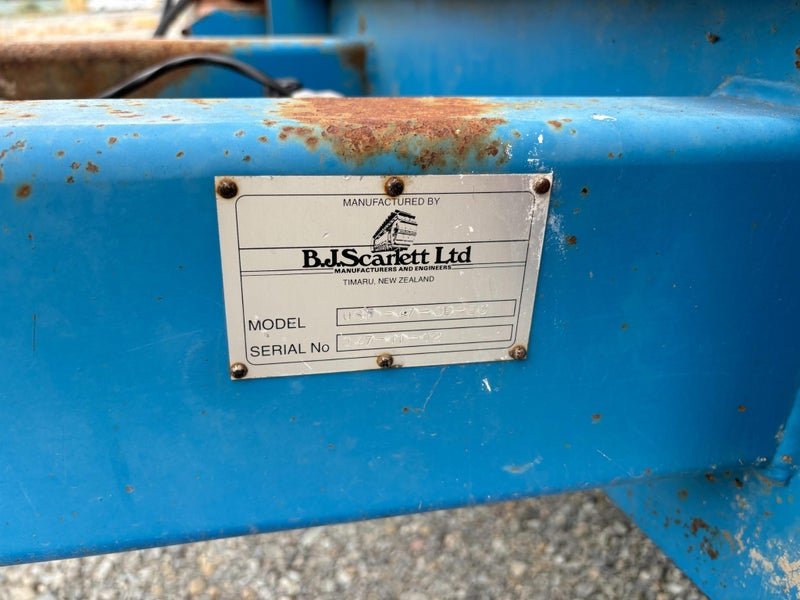 MANUFACTURED BY
B.J.Scarlett Ltd
MANUFACTURERS AND ENGINEERS
TIMARU, NEW ZEALAND
MODEL
SERIAL No